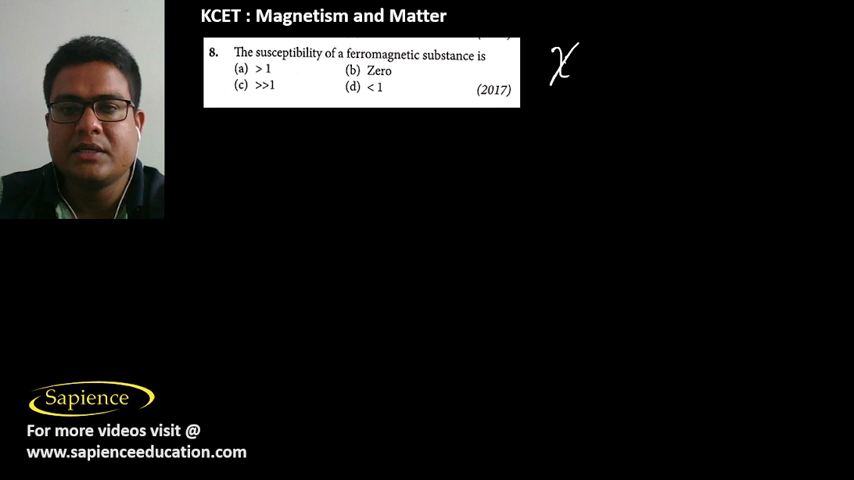 KCET : Magnetism and Matter
8. The susceptibility of a ferromagnetic substance is
(a) > 1 (b) Zero
(c) >>1 (d) < 1 (2017)
χ
Sapience
For more videos visit @
www.sapienceeducation.com